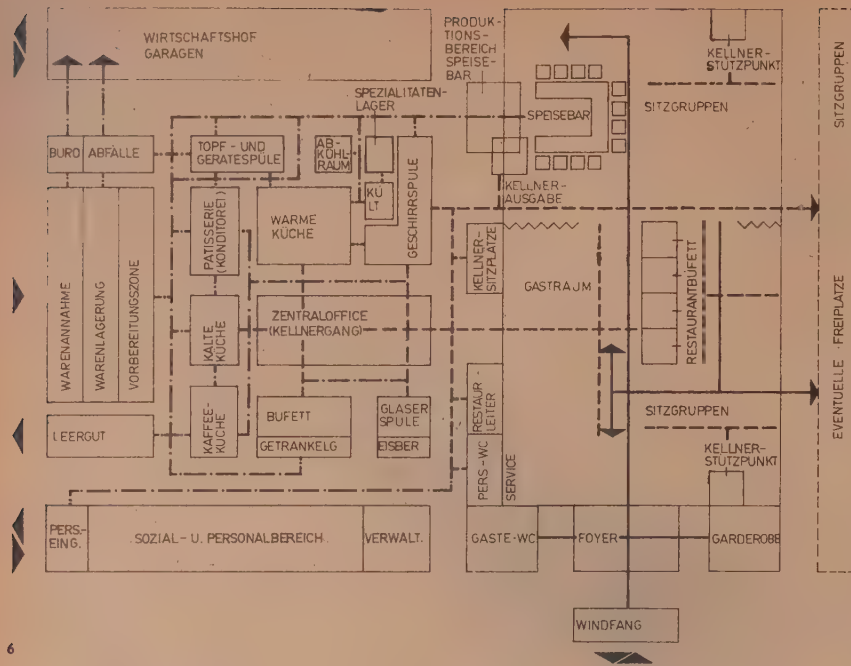 WIRTSCHAFTSHOF
GARAGEN
PRODUK-
TIONS-
BEREICH
SPEISE-
BAR
KELLNER-
STÜTZPUNKT
SITZGRUPPEN
SPEZIALITÄTEN-
LAGER
SPEISEBAR
SITZGRUPPEN
BÜRO
ABFÄLLE
TOPF- UND
GERÄTESPÜLE
AB-
KÜHL-
RAUM
KÜ
LT
GESCHIRRSPÜLE
KELLNER-
AUSGABE
WARENANNAHME
WARENLAGERUNG
VORBEREITUNGSZONE
PATISSERIE
(KONDITOREI)
WARME
KÜCHE
KELLNER-
SITZPLÄTZE
GASTRAUM
RESTAURANTBUFETT
KALTE
KÜCHE
ZENTRALOFFICE
(KELLNERGANG)
EVENTUELLE FREIPLÄTZE
LEERGUT
KAFFEE-
KÜCHE
BUFETT
GETRÄNKELG
GLÄSER
SPÜLE
EISBER
RESTAUR-
LEITER
PERS-WC
SERVICE
SITZGRUPPEN
KELLNER-
STÜTZPUNKT
PERS.-
EING.
SOZIAL- U. PERSONALBEREICH
VERWALT.
GÄSTE-WC
FOYER
GARDEROBE
WINDFANG
6